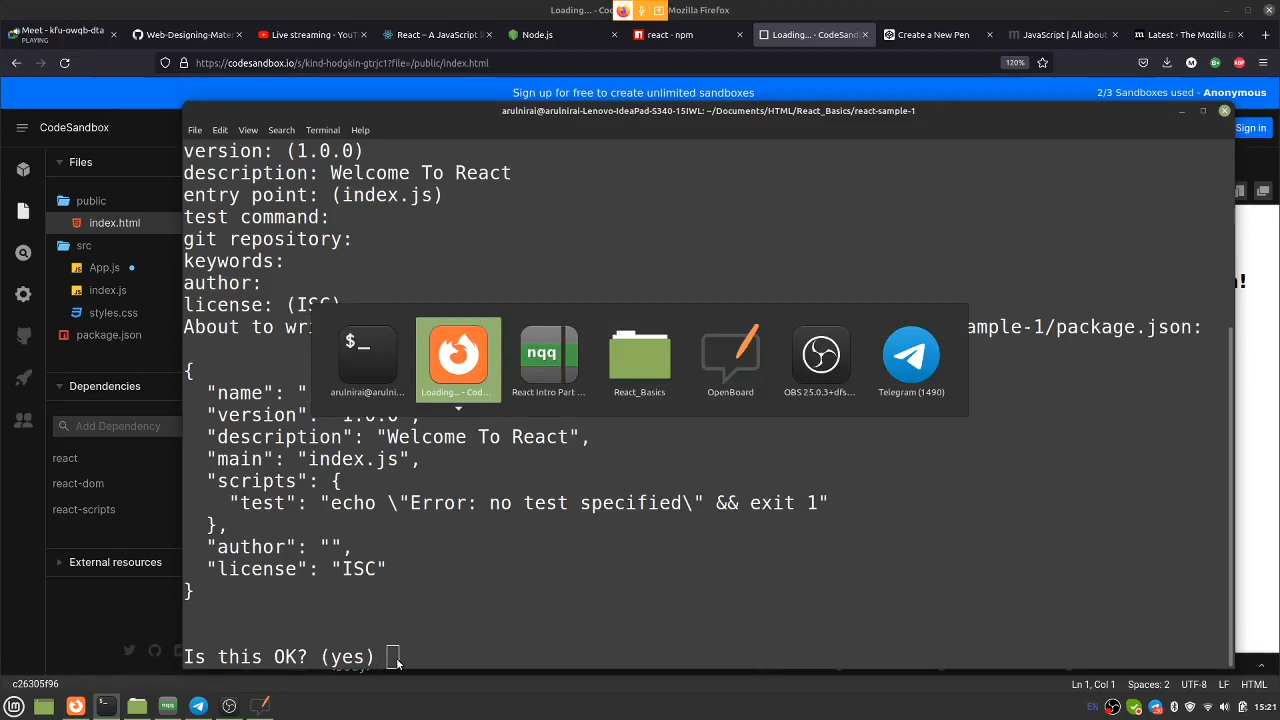 Loading... - Cod
Mozilla Firefox
Meet - kfu-owqb-dta
PLAYING
Web-Designing-Mater
Live streaming - YouTu
React – A JavaScript li
Node.js
react - npm
Loading... - CodeSandb
Create a New Pen
JavaScript | All about
Latest - The Mozilla B
https://codesandbox.io/s/kind-hodgkin-gtrjc1?file=/public/index.html
120%
Sign up for free to create unlimited sandboxes
2/3 Sandboxes used - Anonymous
CodeSandbox
Sign in
Files
public
index.html
src
App.js
index.js
styles.css
package.json
Dependencies
Add Dependency
react
react-dom
react-scripts
External resources
arulnirai@arulnirai-Lenovo-IdeaPad-S340-15IWL: ~/Documents/HTML/React_Basics/react-sample-1
File Edit View Search Terminal Help
version: (1.0.0)
description: Welcome To React
entry point: (index.js)
test command:
git repository:
keywords:
author:
license: (ISC)
About to wri
ample-1/package.json:
{
"name": "
"version": "1.0.0",
"description": "Welcome To React",
"main": "index.js",
"scripts": {
"test": "echo \"Error: no test specified\" && exit 1"
},
"author": "",
"license": "ISC"
}
Is this OK? (yes)
$_
nqq
arulnirai@arulni...
Loading... - Cod...
React Intro Part ...
React_Basics
OpenBoard
OBS 25.0.3+dfs...
Telegram (1490)
!
c26305f96
Ln 1, Col 1
Spaces: 2
UTF-8
LF
HTML
nqq
EN
15:21